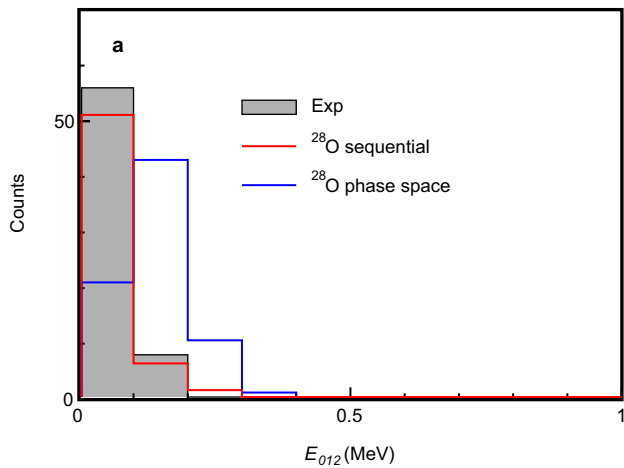 a
Exp
²⁸O sequential
²⁸O phase space
50
0
Counts
0
0.5
1
E₀₁₂ (MeV)